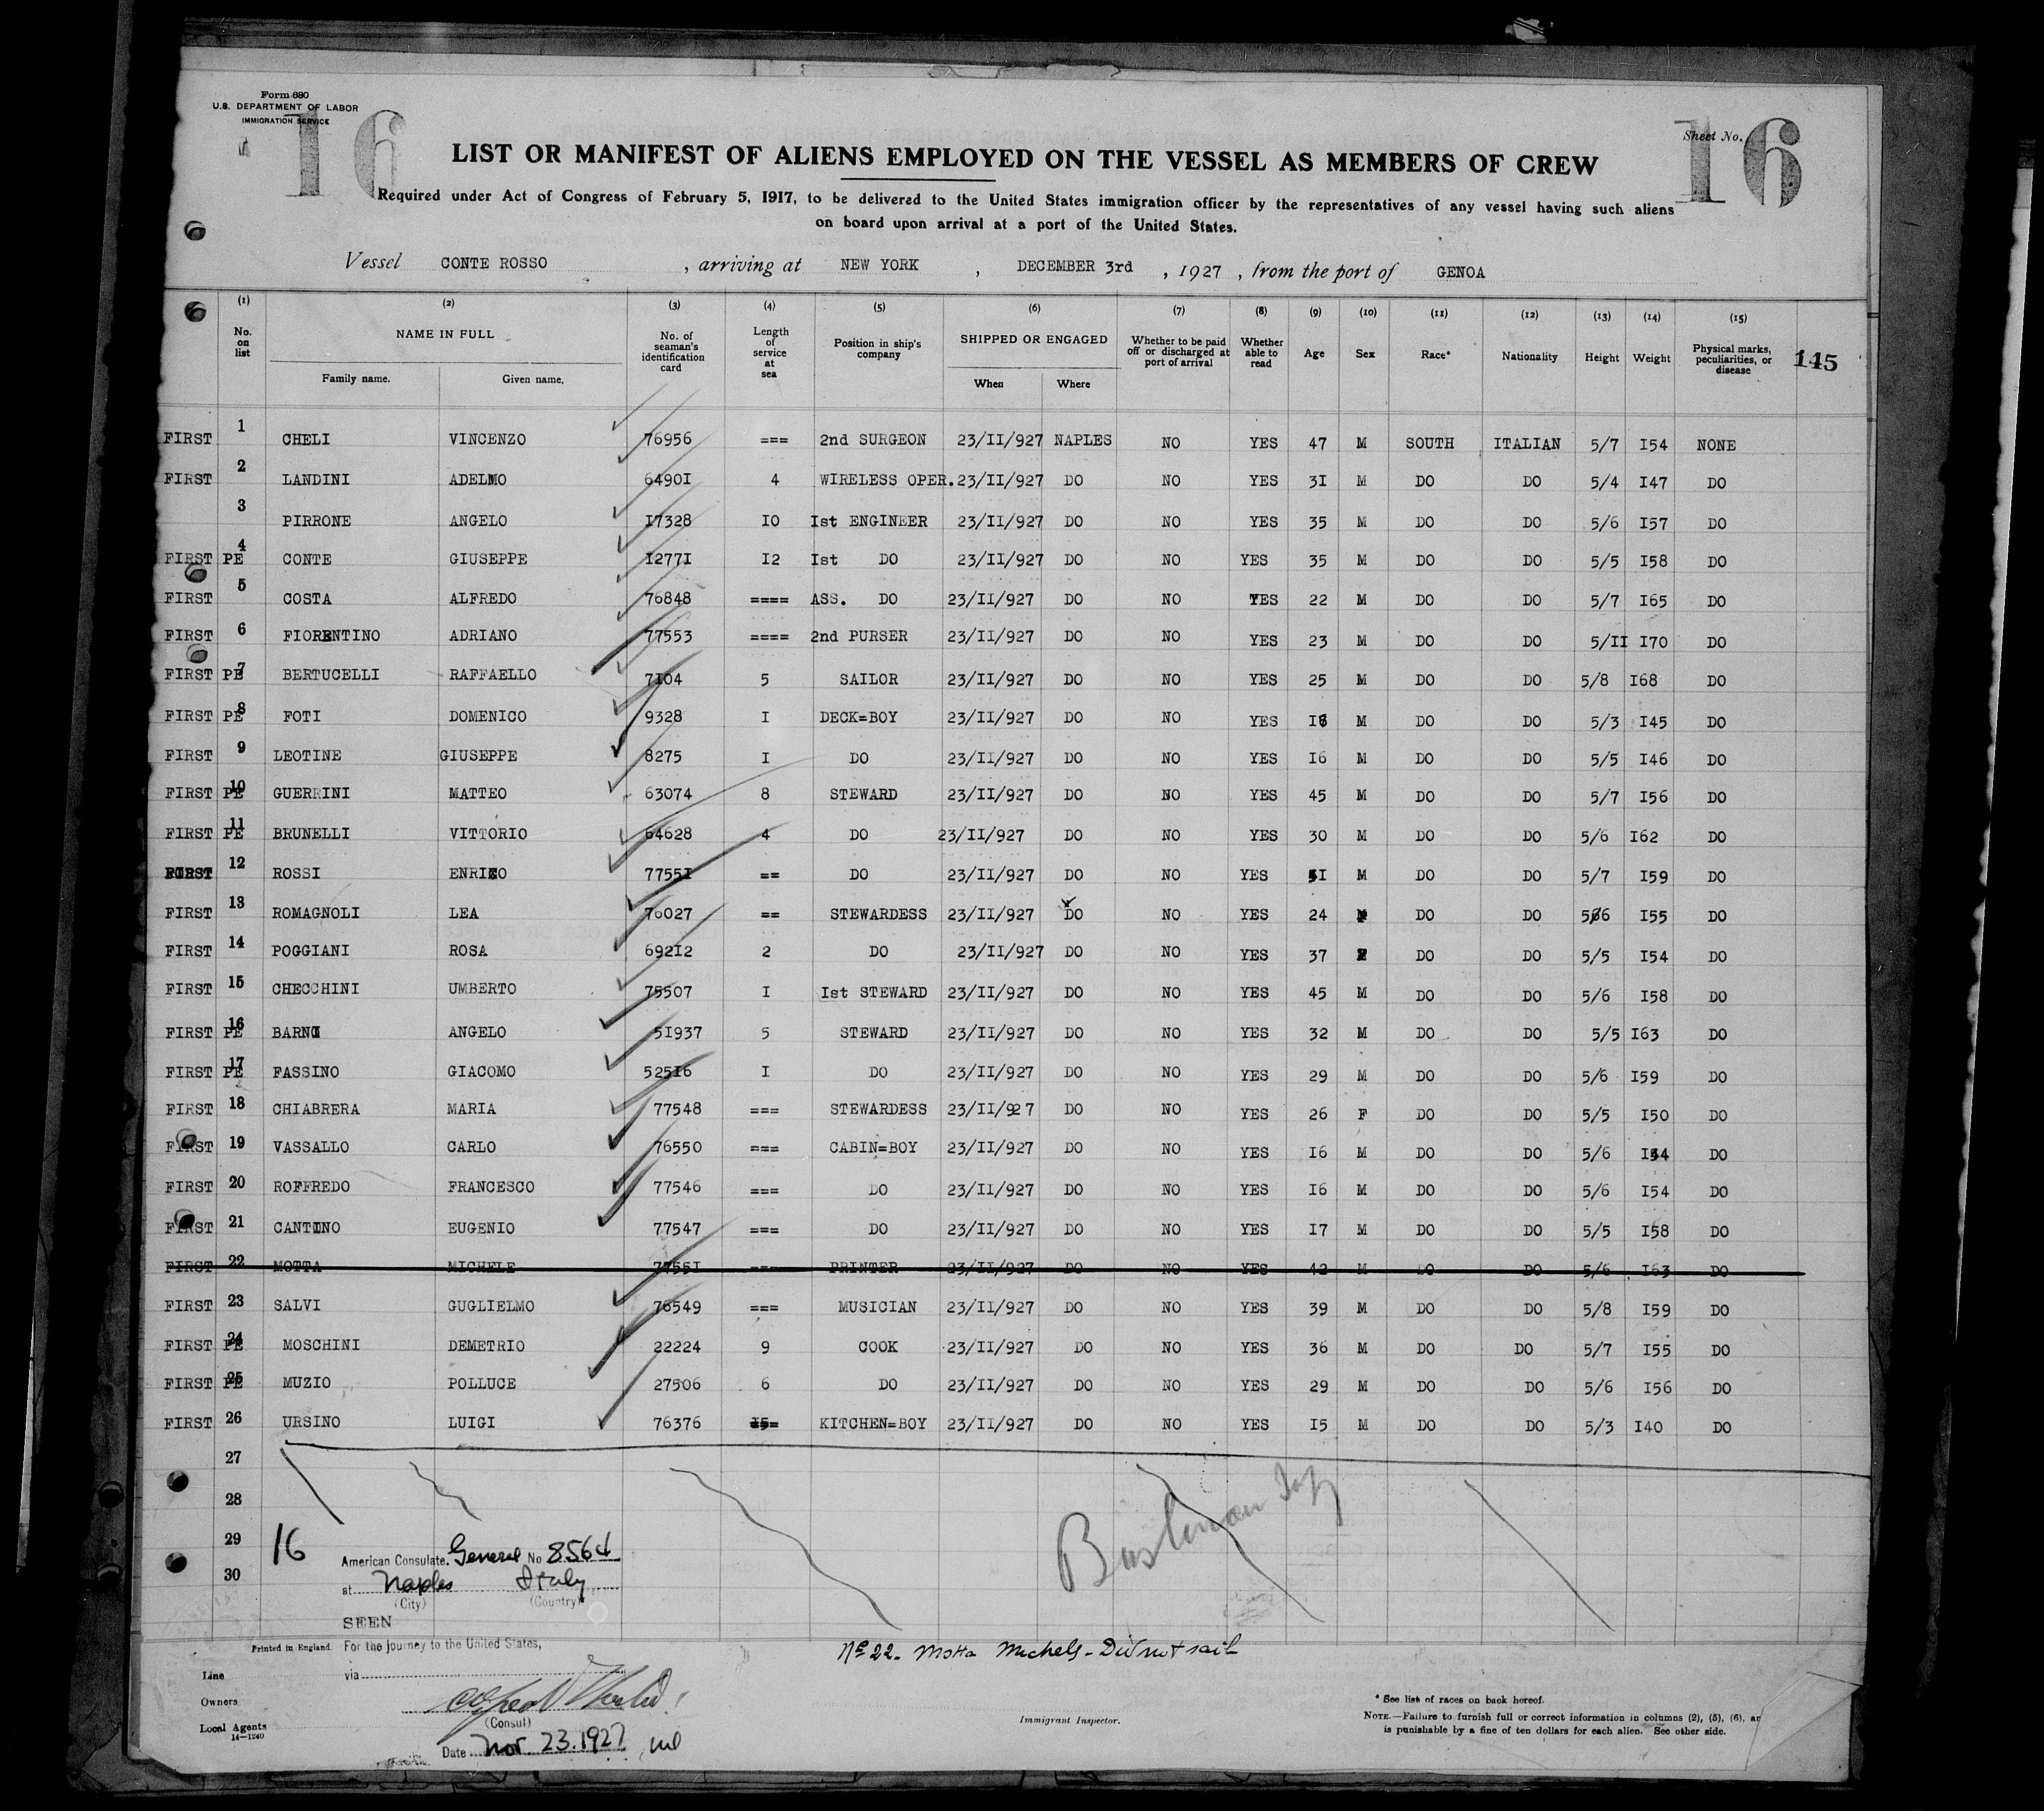 Form 680
U.S. DEPARTMENT OF LABOR
IMMIGRATION SERVICE
16
Sheet No. 16
LIST OR MANIFEST OF ALIENS EMPLOYED ON THE VESSEL AS MEMBERS OF CREW
Required under Act of Congress of February 5, 1917, to be delivered to the United States immigration officer by the representatives of any vessel having such aliens
on board upon arrival at a port of the United States.
Vessel CONTE ROSSO , arriving at NEW YORK , DECEMBER 3rd , 1927 , from the port of GENOA
(1) (2) (3) (4) (5) (6) (7) (8) (9) (10) (11) (12) (13) (14) (15)
No. on list NAME IN FULL Family name. Given name. No. of seaman's identification card Length of service at sea Position in ship's company SHIPPED OR ENGAGED When Where Whether to be paid off or discharged at port of arrival Whether able to read Age Sex Race* Nationality Height Weight Physical marks, peculiarities, or disease 145
FIRST 1 CHELI VINCENZO 76956 === 2nd SURGEON 23/II/927 NAPLES NO YES 47 M SOUTH ITALIAN 5/7 I54 NONE
FIRST 2 LANDINI ADELMO 6490I 4 WIRELESS OPER. 23/II/927 DO NO YES 3I M DO DO 5/4 I47 DO
3 PIRRONE ANGELO I7328 IO Ist ENGINEER 23/II/927 DO NO YES 35 M DO DO 5/6 I57 DO
FIRST PE 4 CONTE GIUSEPPE I277I I2 Ist DO 23/II/927 DO NO YES 35 M DO DO 5/5 I58 DO
FIRST 5 COSTA ALFREDO 76848 ==== ASS. DO 23/II/927 DO NO YES 22 M DO DO 5/7 I65 DO
FIRST 6 FIORENTINO ADRIANO 77553 ==== 2nd PURSER 23/II/927 DO NO YES 23 M DO DO 5/II I70 DO
FIRST PE 7 BERTUCELLI RAFFAELLO 7I04 5 SAILOR 23/II/927 DO NO YES 25 M DO DO 5/8 I68 DO
FIRST PE 8 FOTI DOMENICO 9328 I DECK=BOY 23/II/927 DO NO YES M DO DO 5/3 I45 DO
FIRST 9 LEOTINE GIUSEPPE 8275 I DO 23/II/927 DO NO YES I6 M DO DO 5/5 I46 DO
FIRST PE 10 GUERRINI MATTEO 63074 8 STEWARD 23/II/927 DO NO YES 45 M DO DO 5/7 I56 DO
FIRST PE 11 BRUNELLI VITTORIO 64628 4 DO 23/II/927 DO NO YES 30 M DO DO 5/6 I62 DO
FIRST 12 ROSSI ENRICO 7755I == DO 23/II/927 DO NO YES M DO DO 5/7 I59 DO
FIRST 13 ROMAGNOLI LEA 76027 == STEWARDESS 23/II/927 DO NO YES 24 DO DO 5/6 I55 DO
FIRST 14 POGGIANI ROSA 692I2 2 DO 23/II/927 DO NO YES 37 F DO DO 5/5 I54 DO
FIRST 15 CHECCHINI UMBERTO 75507 I Ist STEWARD 23/II/927 DO NO YES 45 M DO DO 5/6 I58 DO
FIRST PE 16 BARNI ANGELO 5I937 5 STEWARD 23/II/927 DO NO YES 32 M DO DO 5/5 I63 DO
FIRST PE 17 FASSINO GIACOMO 525I6 I DO 23/II/927 DO NO YES 29 M DO DO 5/6 I59 DO
FIRST 18 CHIABRERA MARIA 77548 === STEWARDESS 23/II/927 DO NO YES 26 F DO DO 5/5 I50 DO
FIRST 19 VASSALLO CARLO 76550 === CABIN=BOY 23/II/927 DO NO YES I6 M DO DO 5/6 I54 DO
FIRST 20 ROFFREDO FRANCESCO 77546 === DO 23/II/927 DO NO YES I6 M DO DO 5/6 I54 DO
FIRST 21 CANTINO EUGENIO 77547 === DO 23/II/927 DO NO YES I7 M DO DO 5/5 I58 DO
FIRST 22 MOTTA MICHELE 7755I === PRINTER 23/II/927 DO NO YES 42 M DO DO 5/6 I63 DO
FIRST 23 SALVI GUGLIELMO 76549 === MUSICIAN 23/II/927 DO NO YES 39 M DO DO 5/8 I59 DO
FIRST PE 24 MOSCHINI DEMETRIO 22224 9 COOK 23/II/927 DO NO YES 36 M DO DO 5/7 I55 DO
FIRST PE 25 MUZIO POLLUCE 27506 6 DO 23/II/927 DO NO YES 29 M DO DO 5/6 I56 DO
FIRST 26 URSINO LUIGI 76376 KITCHEN=BOY 23/II/927 DO NO YES I5 M DO DO 5/3 I40 DO
27
28
29
30
16
American Consulate General No 8564
at Naples Italy
(City) (Country)
SEEN
Printed in England. For the journey to the United States,
No 22. Motta Michele - Did not sail
Line
via
Owners
(Consul)
Local Agents
14—1240
Date Nov. 23.1927
Immigrant Inspector.
* See list of races on back hereof.
NOTE.—Failure to furnish full or correct information in columns (2), (5), (6), ar
is punishable by a fine of ten dollars for each alien. See other side.